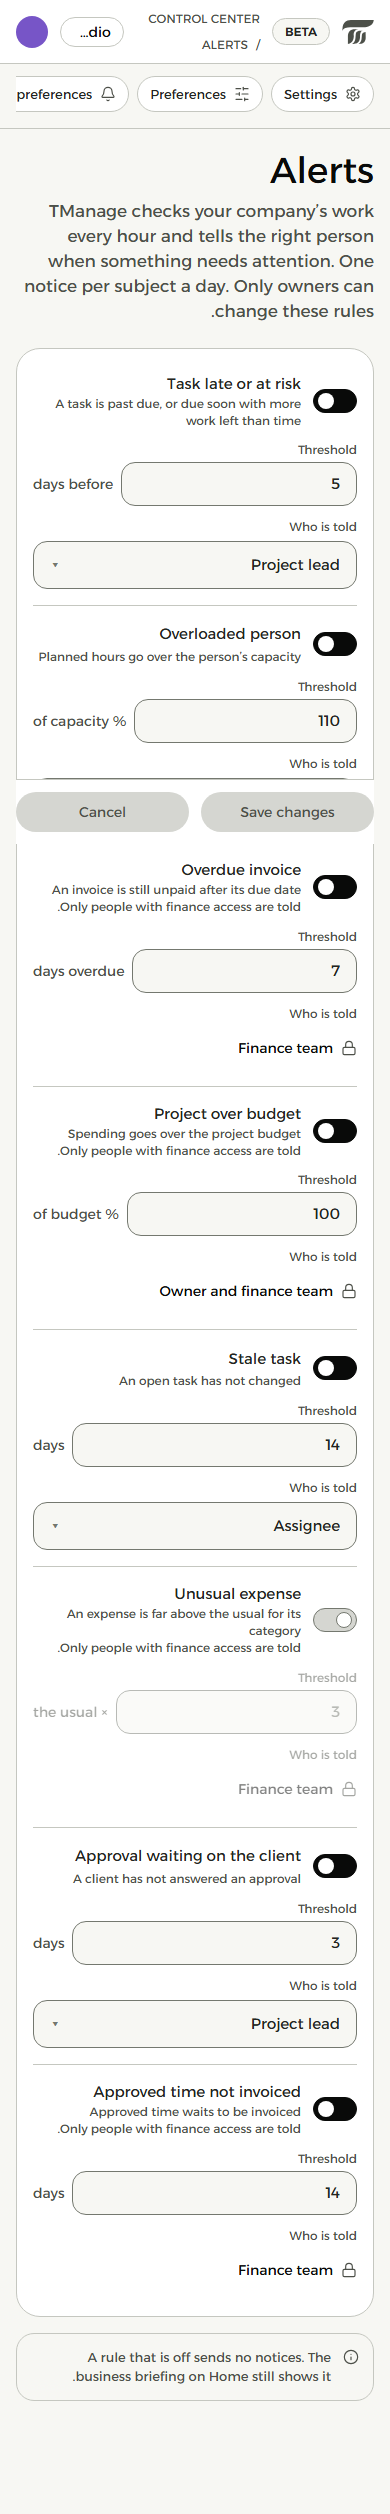 CONTROL CENTER
BETA
...dio
ALERTS /
Settings
Preferences
preferences
Alerts
TManage checks your company's work
every hour and tells the right person
when something needs attention. One
notice per subject a day. Only owners can
.change these rules
Task late or at risk
A task is past due, or due soon with more
work left than time
Threshold
5
days before
Who is told
Project lead
Overloaded person
Planned hours go over the person's capacity
Threshold
110
of capacity %
Who is told
Save changes
Cancel
Overdue invoice
An invoice is still unpaid after its due date
.Only people with finance access are told
Threshold
7
days overdue
Who is told
Finance team
Project over budget
Spending goes over the project budget
.Only people with finance access are told
Threshold
100
of budget %
Who is told
Owner and finance team
Stale task
An open task has not changed
Threshold
14
days
Who is told
Assignee
Unusual expense
An expense is far above the usual for its
category
.Only people with finance access are told
Threshold
3
the usual ×
Who is told
Finance team
Approval waiting on the client
A client has not answered an approval
Threshold
3
days
Who is told
Project lead
Approved time not invoiced
Approved time waits to be invoiced
.Only people with finance access are told
Threshold
14
days
Who is told
Finance team
A rule that is off sends no notices. The
.business briefing on Home still shows it